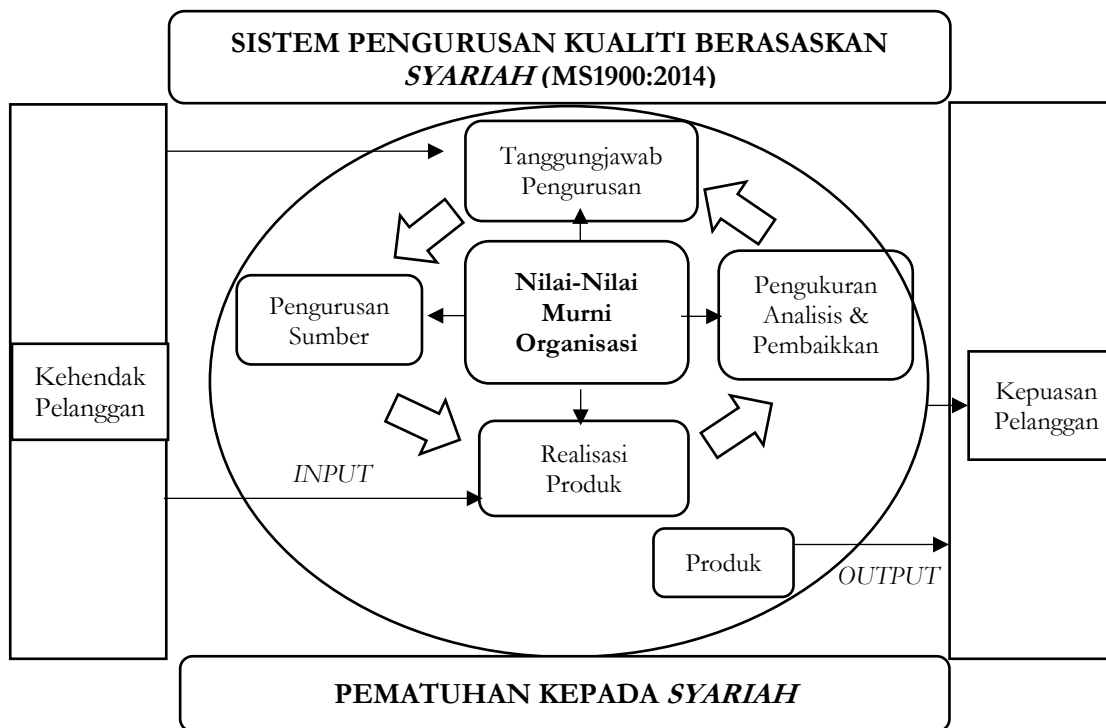 SISTEM PENGURUSAN KUALITI BERASASKAN
SYARIAH (MS1900:2014)
Tanggungjawab
Pengurusan
Nilai-Nilai
Murni
Organisasi
Pengurusan
Sumber
Pengukuran
Analisis &
Pembaikkan
Kehendak
Pelanggan
Kepuasan
Pelanggan
Realisasi
Produk
INPUT
Produk
OUTPUT
PEMATUHAN KEPADA SYARIAH